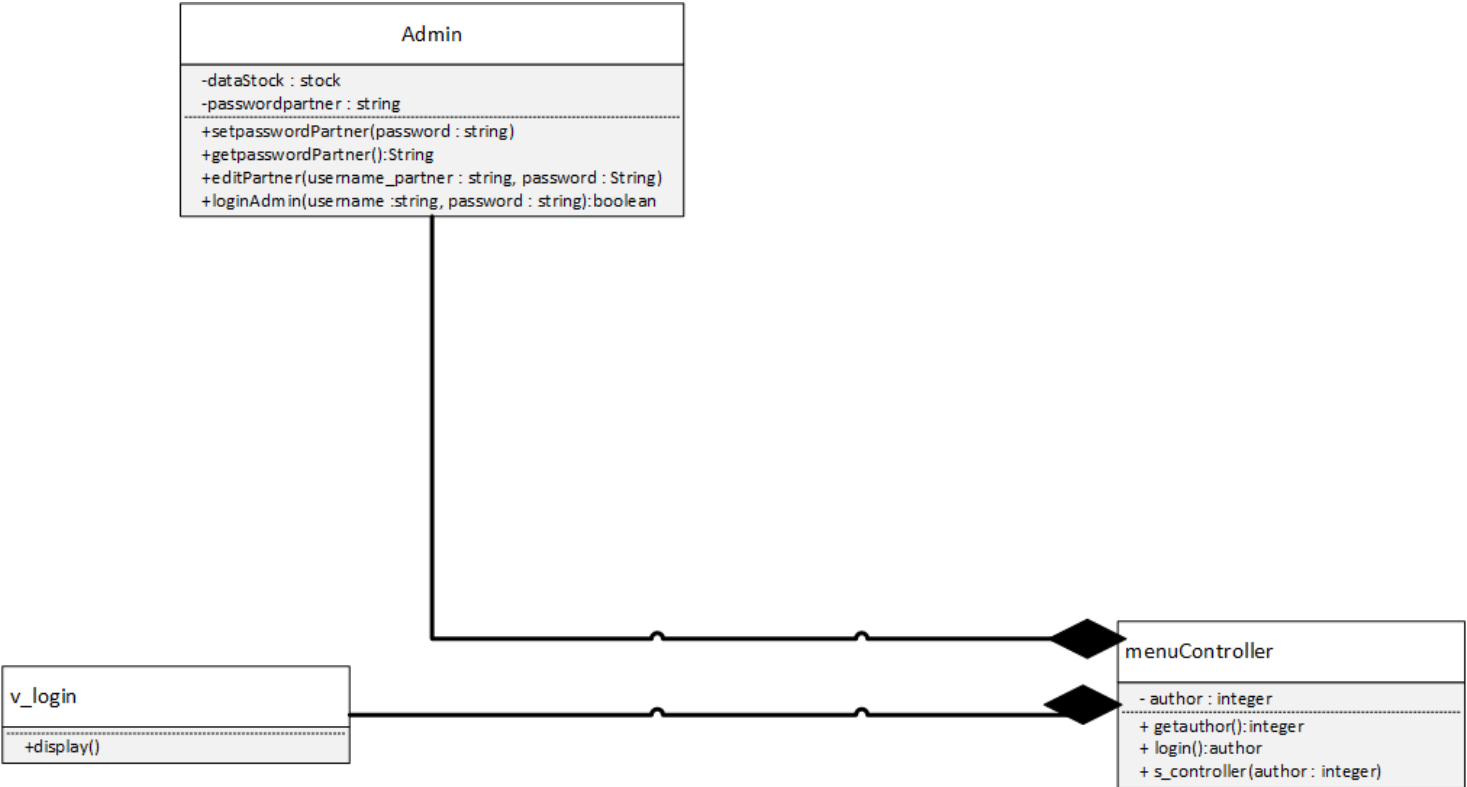 Admin
-dataStock : stock
-passwordpartner : string
+setpasswordPartner(password : string)
+getpasswordPartner():String
+editPartner(username_partner : string, password : String)
+loginAdmin(username :string, password : string):boolean
v_login
+display()
menuController
- author : integer
+ getauthor():integer
+ login():author
+ s_controller(author : integer)